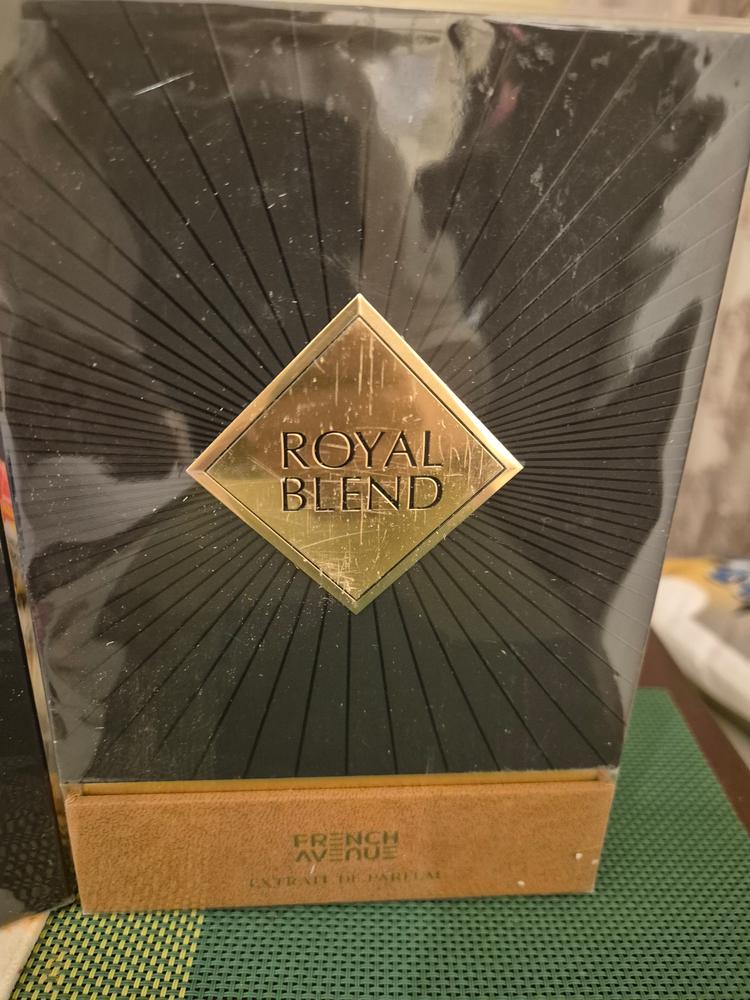 ROYAL
BLEND
FRENCH
AVENUE
EXTRAIT DE PARFUM